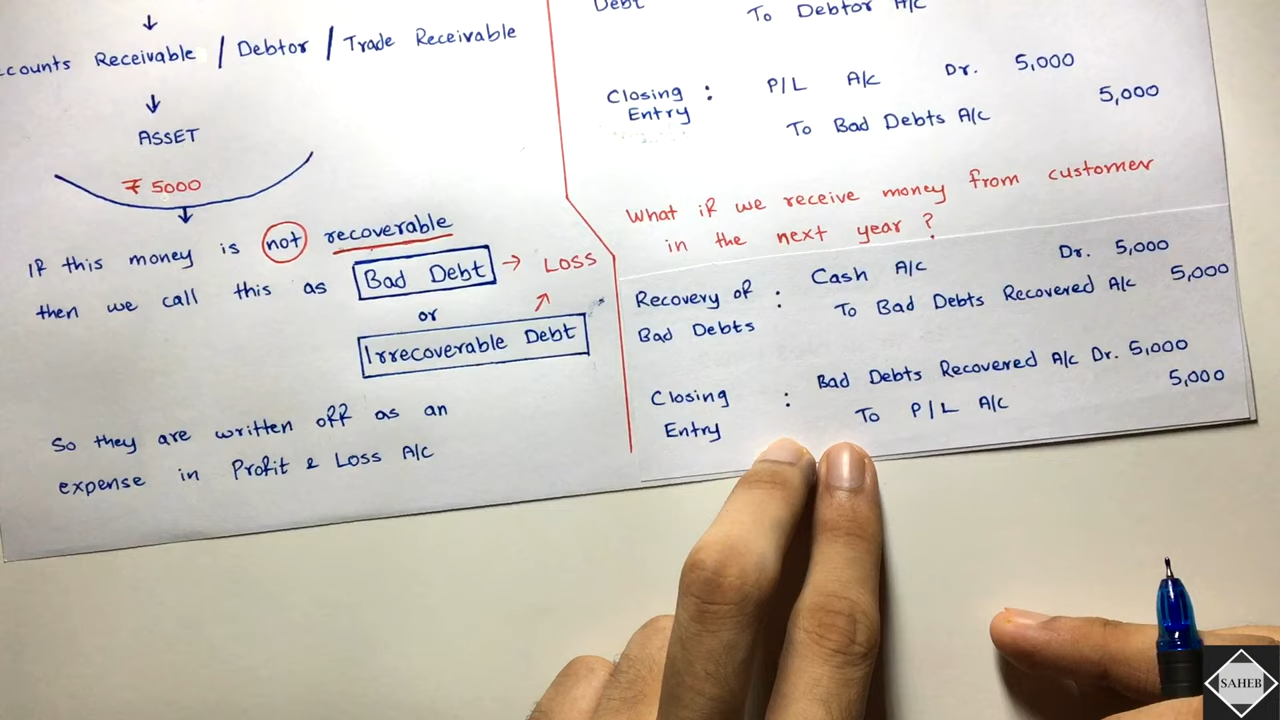 ccounts Receivable / Debtor / Trade Receivable
ASSET
₹ 5000
If this money is not recoverable
then we call this as Bad Debt → LOSS
or
Irrecoverable Debt
So they are written off as an
expense in Profit & Loss A/c
Debt To Debtor A/c
Closing Entry : P/L A/c Dr. 5,000
To Bad Debts A/c 5,000
What if we receive money from customer
in the next year ?
Recovery of Bad Debts : Cash A/c Dr. 5,000
To Bad Debts Recovered A/c 5,000
Closing Entry : Bad Debts Recovered A/c Dr. 5,000
To P/L A/c 5,000
SAHEB